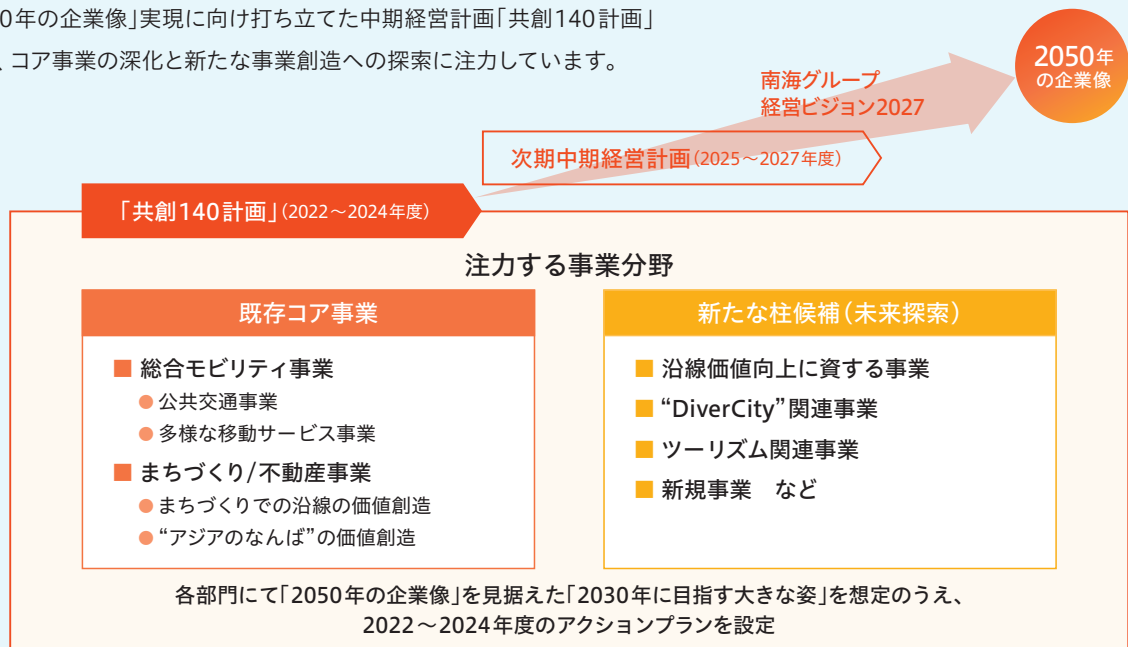 0年の企業像」実現に向け打ち立てた中期経営計画「共創140計画」
、コア事業の深化と新たな事業創造への探索に注力しています。
2050年
の企業像
南海グループ
経営ビジョン2027
次期中期経営計画(2025～2027年度)
「共創140計画」(2022～2024年度)
注力する事業分野
既存コア事業
■ 総合モビリティ事業
● 公共交通事業
● 多様な移動サービス事業
■ まちづくり/不動産事業
● まちづくりでの沿線の価値創造
● “アジアのなんば”の価値創造
新たな柱候補(未来探索)
■ 沿線価値向上に資する事業
■ “DiverCity”関連事業
■ ツーリズム関連事業
■ 新規事業　など
各部門にて「2050年の企業像」を見据えた「2030年に目指す大きな姿」を想定のうえ、
2022～2024年度のアクションプランを設定